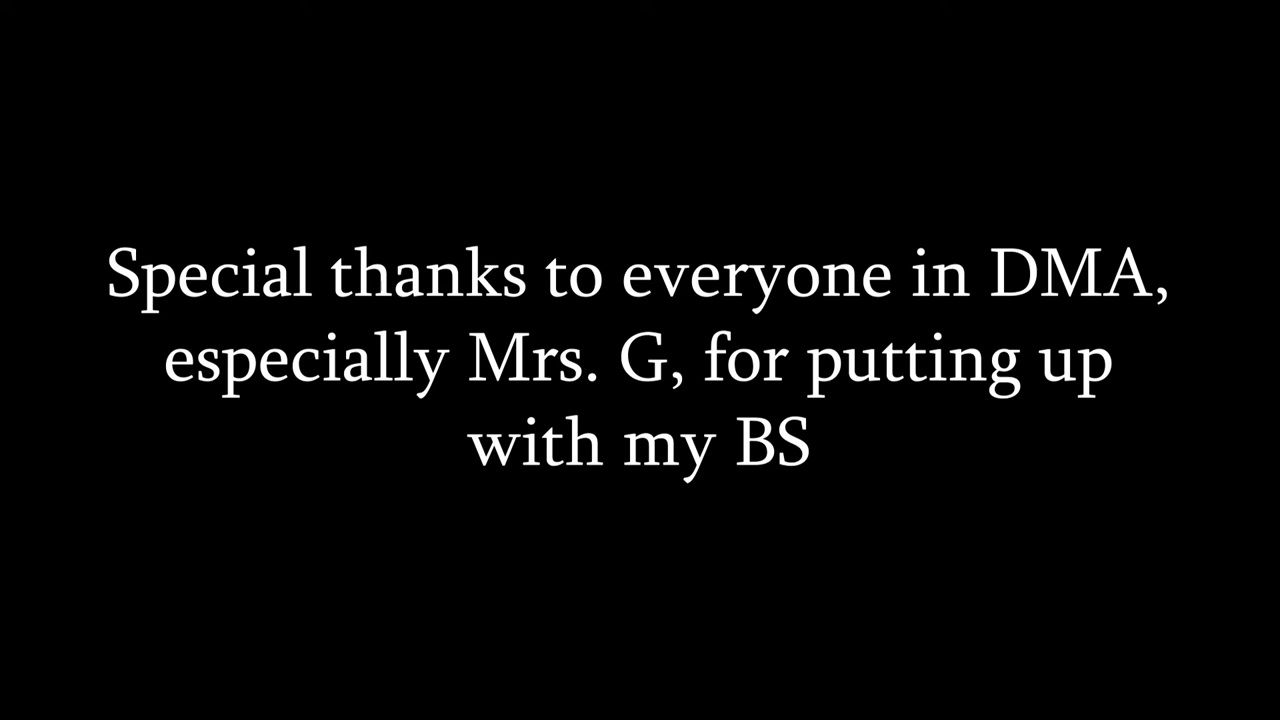 Special thanks to everyone in DMA,
especially Mrs. G, for putting up
with my BS